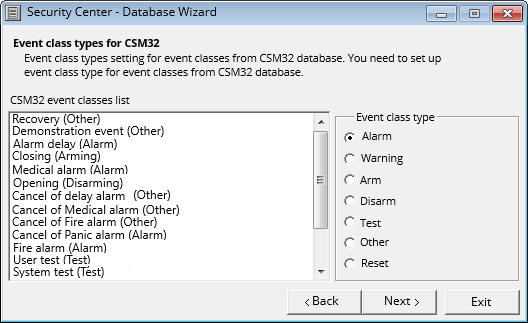 Security Center - Database Wizard
Event class types for CSM32
Event class types setting for event classes from CSM32 database. You need to set up
event class type for event classes from CSM32 database.
CSM32 event classes list
Recovery (Other)
Demonstration event (Other)
Alarm delay (Alarm)
Closing (Arming)
Medical alarm (Alarm)
Opening (Disarming)
Cancel of delay alarm (Other)
Cancel of Medical alarm (Other)
Cancel of Fire alarm (Other)
Cancel of Panic alarm (Alarm)
Fire alarm (Alarm)
User test (Test)
System test (Test)
Event class type
Alarm
Warning
Arm
Disarm
Test
Other
Reset
< Back
Next >
Exit